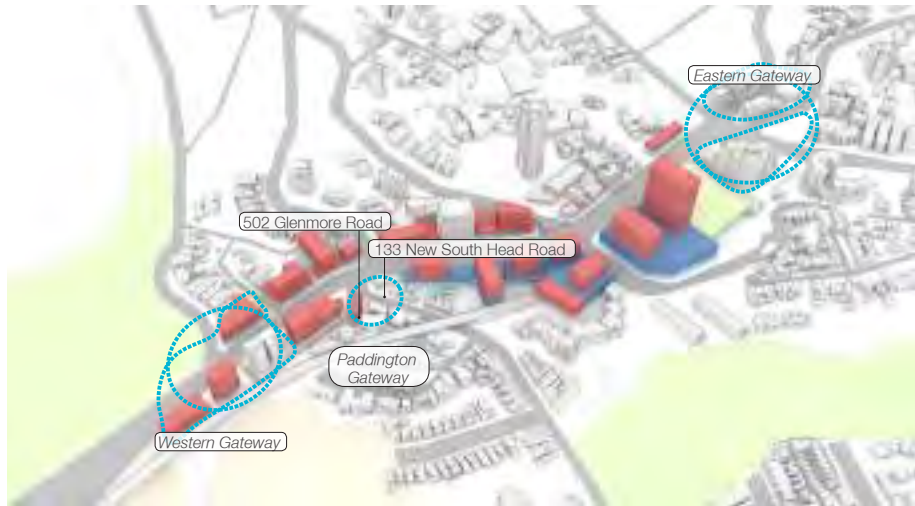 Eastern Gateway
502 Glenmore Road
133 New South Head Road
Paddington
Gateway
Western Gateway